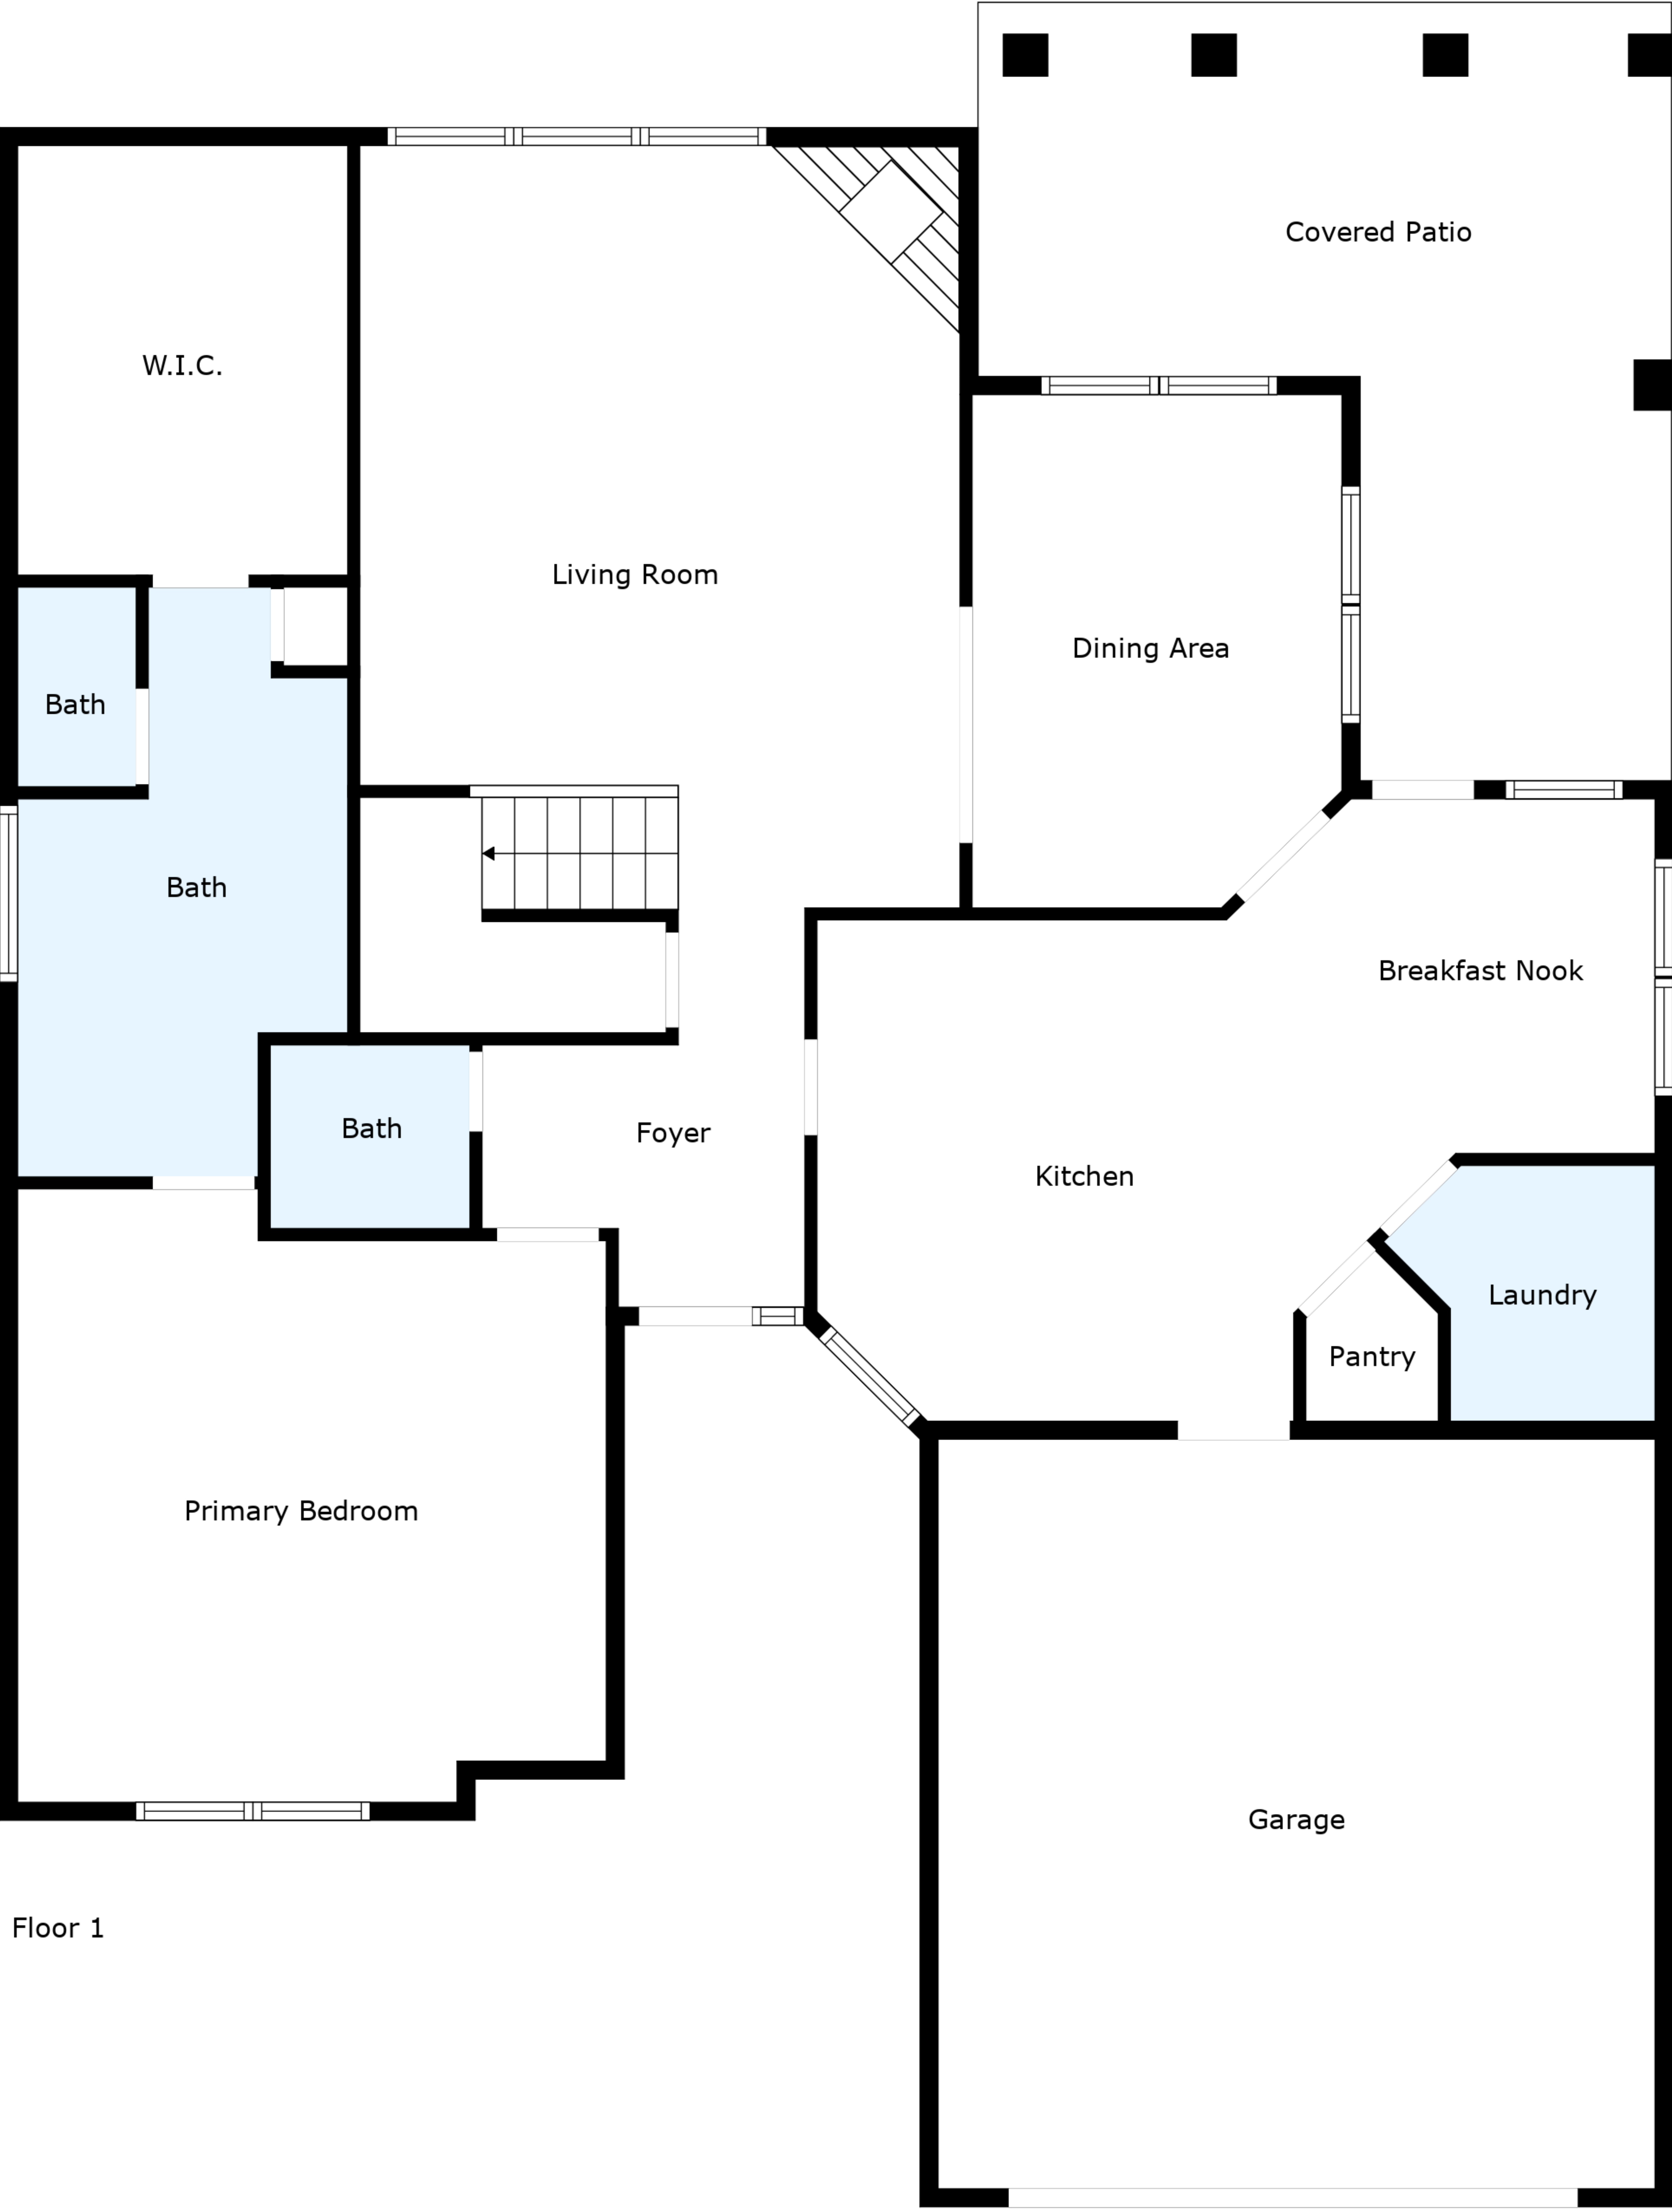 Covered Patio
W.I.C.
Living Room
Dining Area
Bath
Bath
Breakfast Nook
Bath
Foyer
Kitchen
Laundry
Pantry
Primary Bedroom
Garage
Floor 1